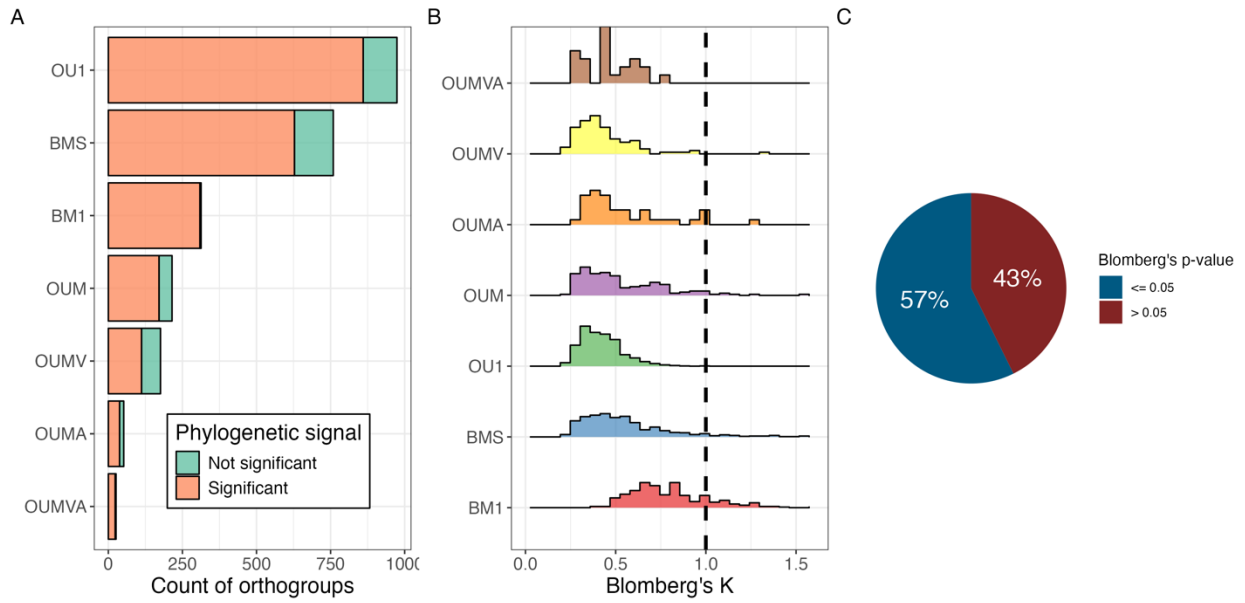 A
OU1
BMS
BM1
OUM
OUMV
OUMA
OUMVA
Phylogenetic signal
Not significant
Significant
0
250
500
750
1000
Count of orthogroups
B
OUMVA
OUMV
OUMA
OUM
OU1
BMS
BM1
0.0
0.5
1.0
1.5
Blomberg's K
C
57%
43%
Blomberg's p-value
<= 0.05
> 0.05